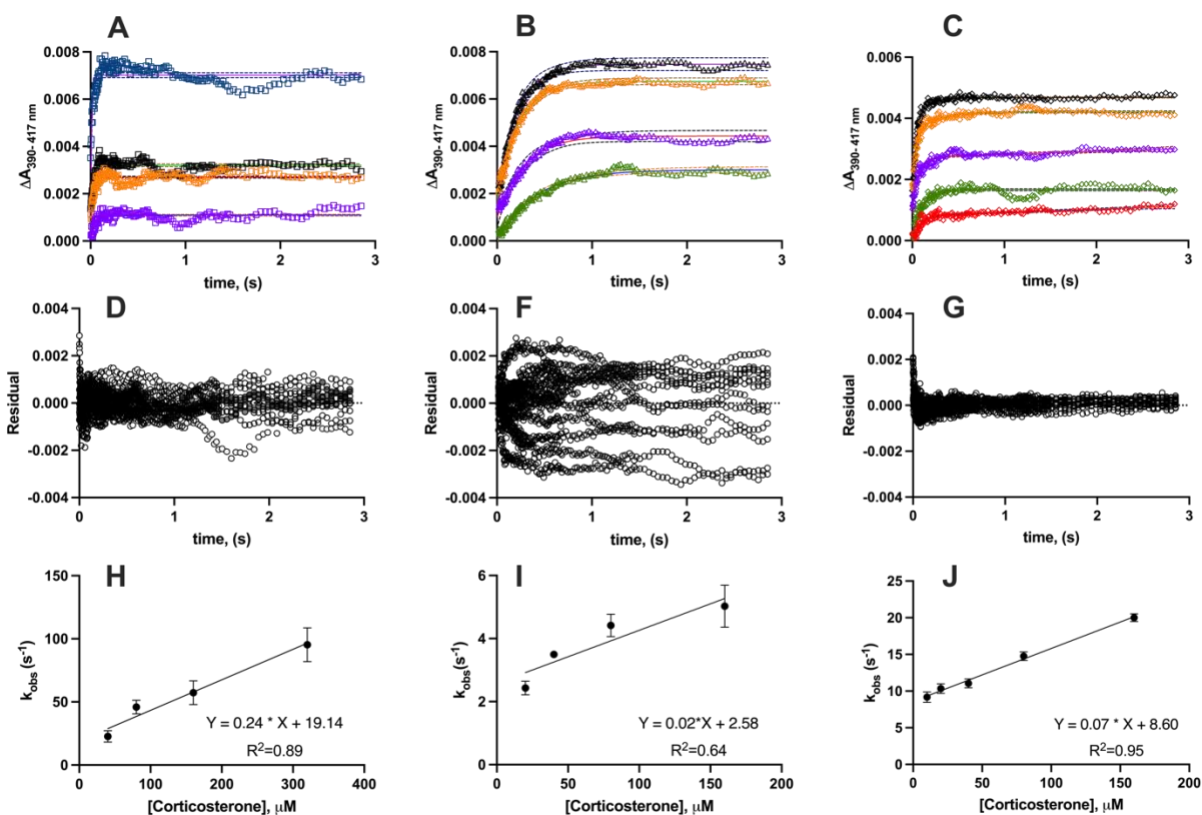 A
B
C
ΔA390- 417 nm
0.008
0.006
0.004
0.002
0.000
0 1 2 3
time, (s)
ΔA390- 417 nm
0.008
0.006
0.004
0.002
0.000
0 1 2 3
time, (s)
ΔA390- 417 nm
0.006
0.004
0.002
0.000
0 1 2 3
time, (s)
D
F
G
Residual
0.004
0.002
0.000
-0.002
-0.004
0 1 2 3
time, (s)
Residual
0.004
0.002
0.000
-0.002
-0.004
0 1 2 3
time, (s)
Residual
0.004
0.002
0.000
-0.002
-0.004
0 1 2 3
time, (s)
H
I
J
kobs (s-1)
150
100
50
0
Y = 0.24 * X + 19.14
R2=0.89
0 100 200 300 400
[Corticosterone], μM
kobs (s-1)
6
4
2
0
Y = 0.02*X + 2.58
R2=0.64
0 50 100 150 200
[Corticosterone], μM
kobs (s-1)
25
20
15
10
5
0
Y = 0.07 * X + 8.60
R2=0.95
0 50 100 150 200
[Corticosterone], μM